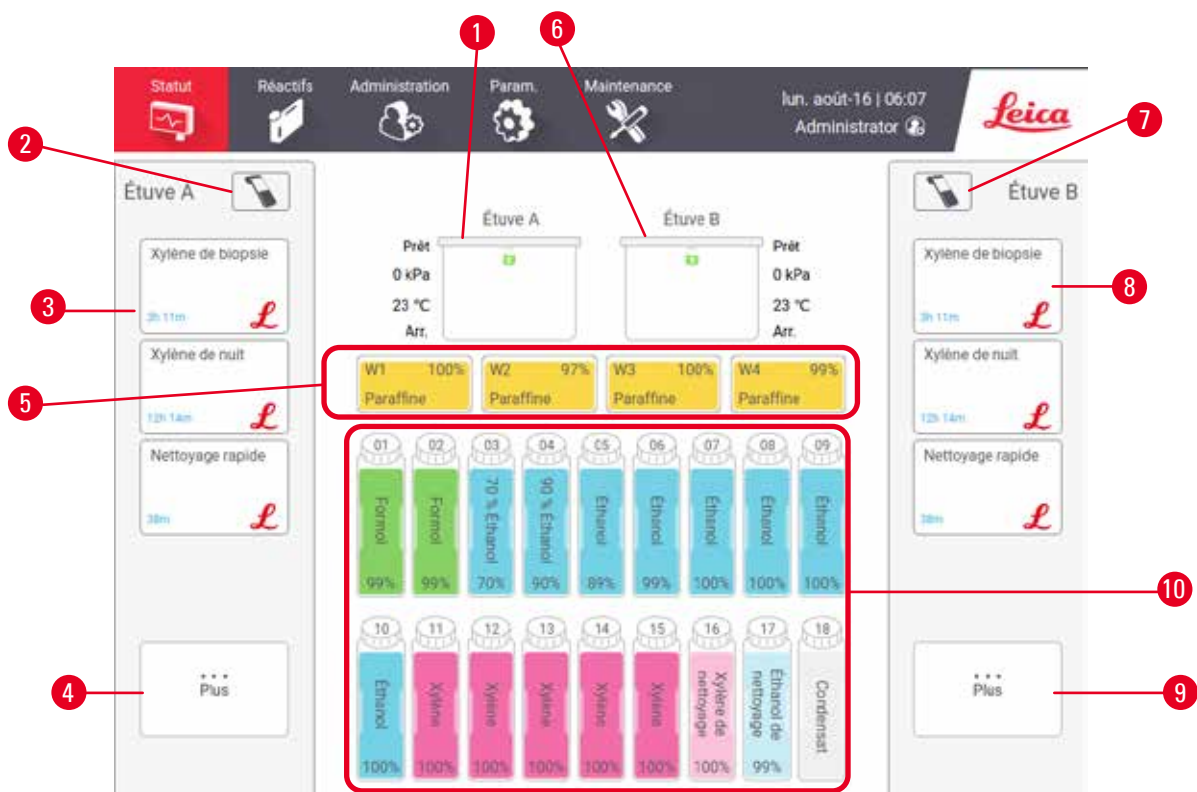 1
6
Statut
Réactifs
Administration
Param.
Maintenance
lun. août-16 | 06:07
Administrator
Leica
2
7
Étuve A
Étuve B
Étuve A
Étuve B
Prêt
0 kPa
23 °C
Arr.
Prêt
0 kPa
23 °C
Arr.
3
Xylène de biopsie
3h 11m
Xylène de nuit
12h 14m
Nettoyage rapide
38m
8
Xylène de biopsie
3h 11m
Xylène de nuit
12h 14m
Nettoyage rapide
38m
5
W1 100%
Paraffine
W2 97%
Paraffine
W3 100%
Paraffine
W4 99%
Paraffine
01
Formol
99%
02
Formol
99%
03
70 % Éthanol
70%
04
90 % Éthanol
90%
05
Éthanol
89%
06
Éthanol
99%
07
Éthanol
100%
08
Éthanol
100%
09
Éthanol
100%
10
10
Éthanol
100%
11
Xylène
100%
12
Xylène
100%
13
Xylène
100%
14
Xylène
100%
15
Xylène
100%
16
Xylène de
nettoyage
100%
17
Éthanol de
nettoyage
99%
18
Condensat
4
Plus
9
Plus